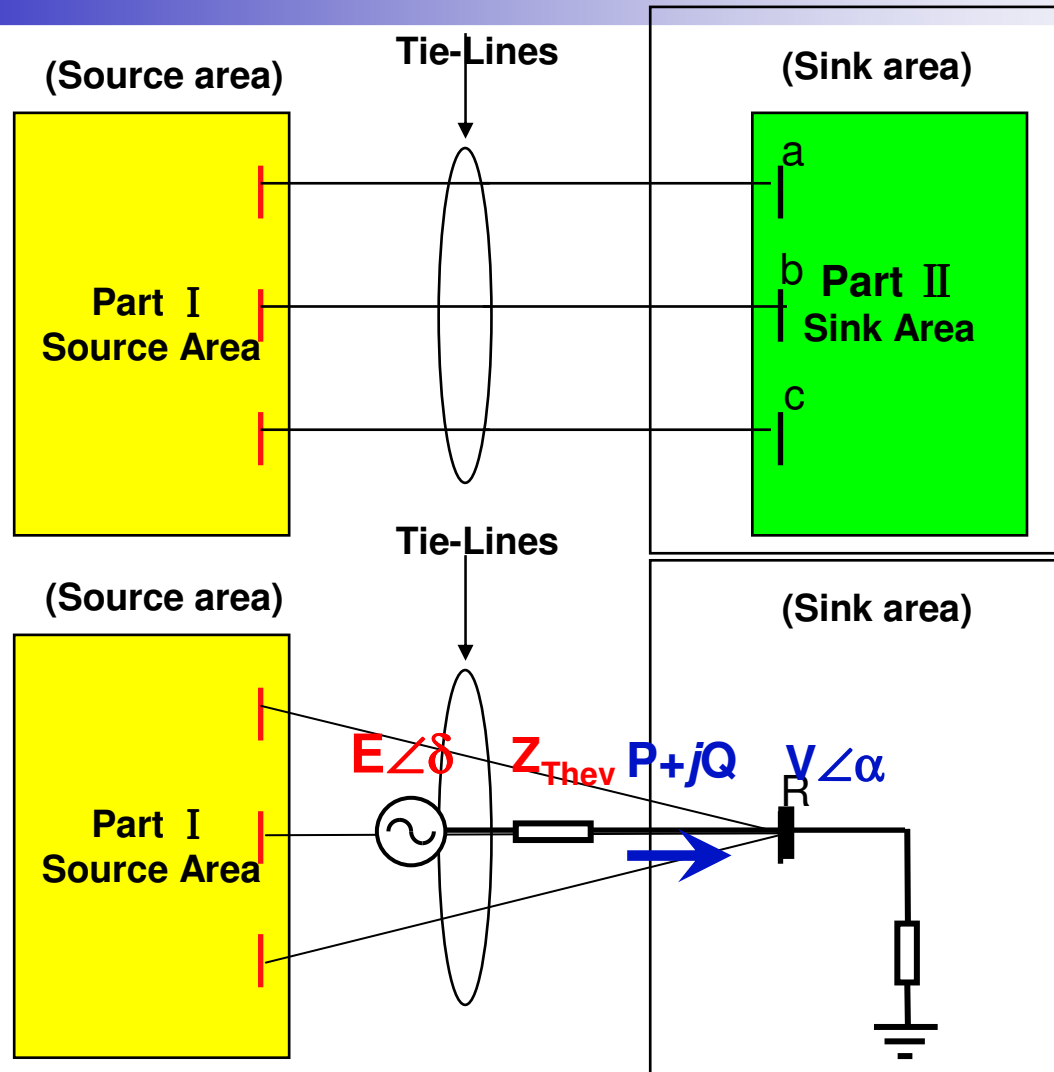 Tie-Lines
(Source area)
(Sink area)
a
b
c
Part Ⅰ
Source Area
Part Ⅱ
Sink Area
Tie-Lines
(Source area)
(Sink area)
E∠δ
Z_Thev
P+jQ
V∠α
R
Part Ⅰ
Source Area